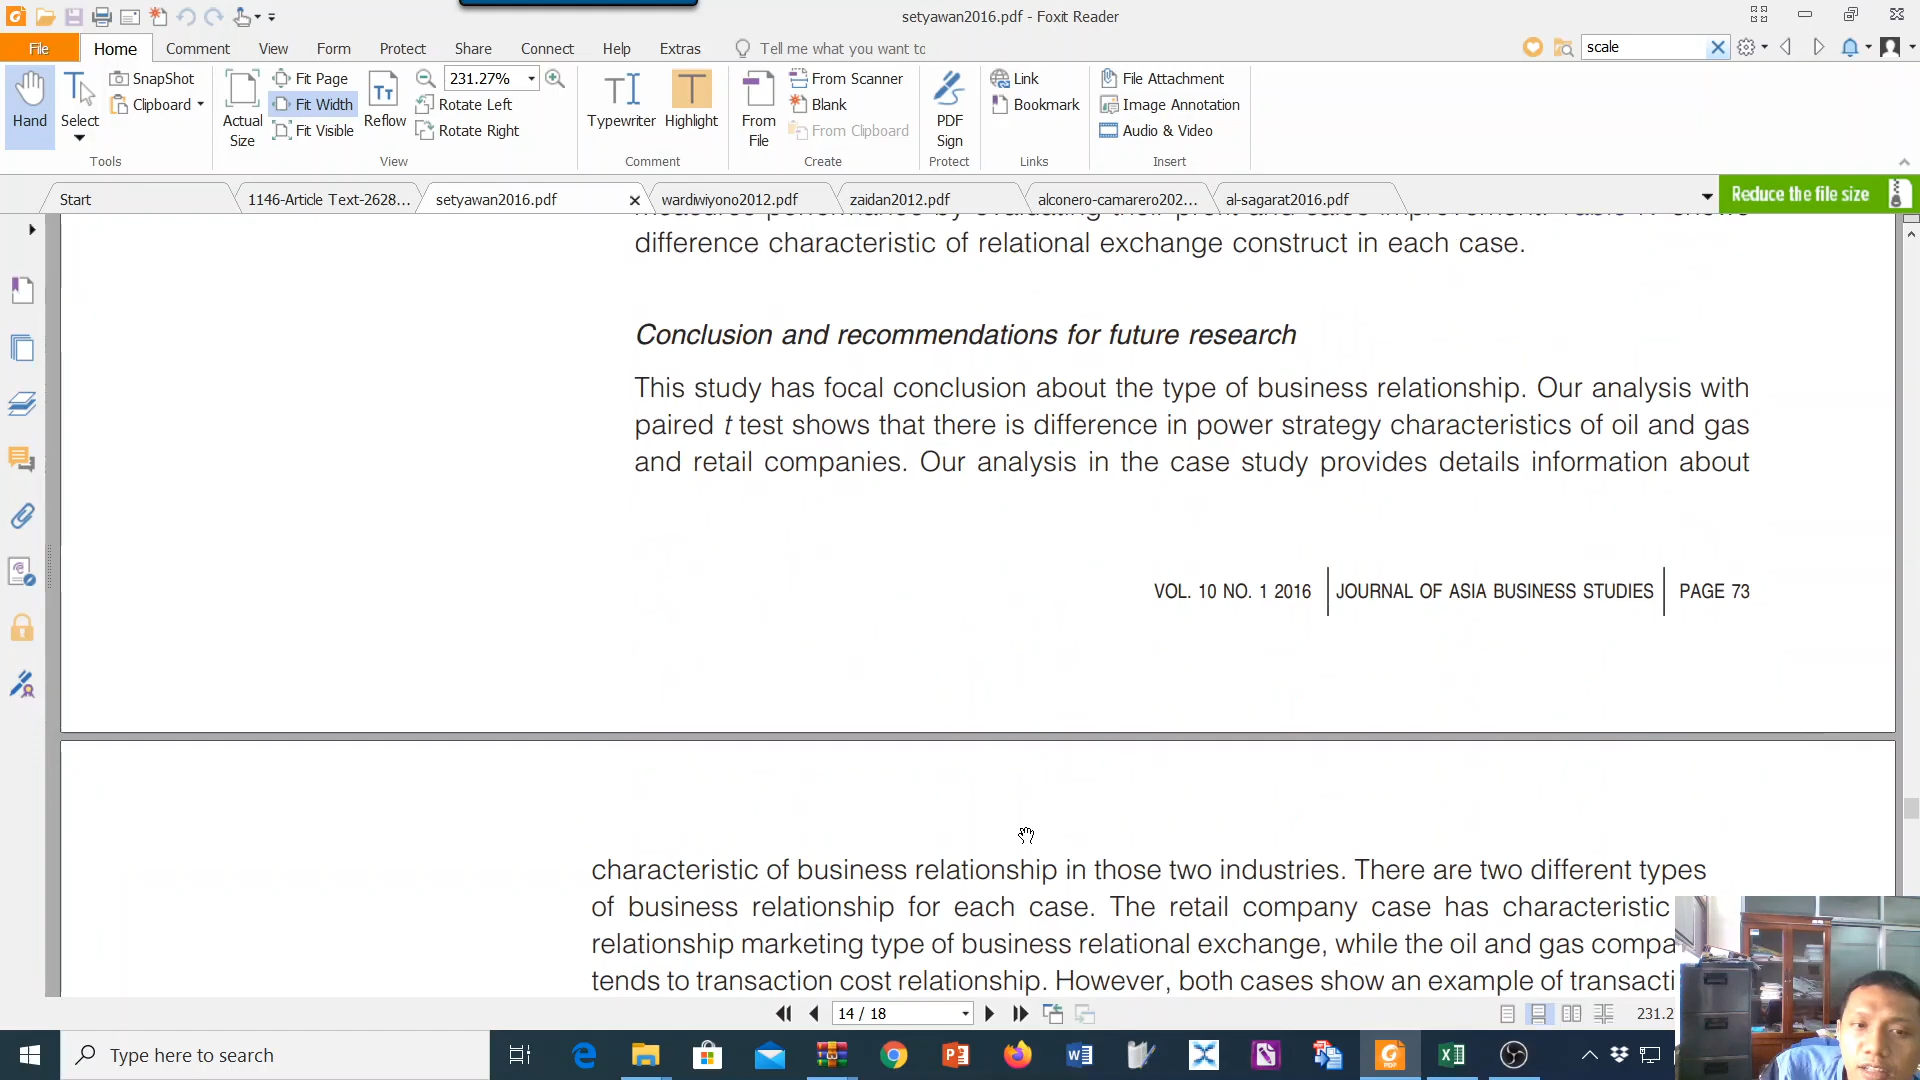 setyawan2016.pdf - Foxit Reader
File
Home
Comment
View
Form
Protect
Share
Connect
Help
Extras
Tell me what you want to
scale
Hand
Select
SnapShot
Clipboard
Tools
Actual Size
Fit Page
Fit Width
Fit Visible
Reflow
231.27%
Rotate Left
Rotate Right
View
Typewriter
Highlight
Comment
From File
From Scanner
Blank
From Clipboard
Create
PDF Sign
Protect
Link
Bookmark
Links
File Attachment
Image Annotation
Audio & Video
Insert
Start
1146-Article Text-2628...
setyawan2016.pdf
wardiwiyono2012.pdf
zaidan2012.pdf
alconero-camarero202...
al-sagarat2016.pdf
Reduce the file size
difference characteristic of relational exchange construct in each case.
Conclusion and recommendations for future research
This study has focal conclusion about the type of business relationship. Our analysis with
paired t test shows that there is difference in power strategy characteristics of oil and gas
and retail companies. Our analysis in the case study provides details information about
VOL. 10 NO. 1 2016 JOURNAL OF ASIA BUSINESS STUDIES PAGE 73
characteristic of business relationship in those two industries. There are two different types
of business relationship for each case. The retail company case has characteristic
relationship marketing type of business relational exchange, while the oil and gas compa
tends to transaction cost relationship. However, both cases show an example of transacti
14 / 18
231.2
Type here to search